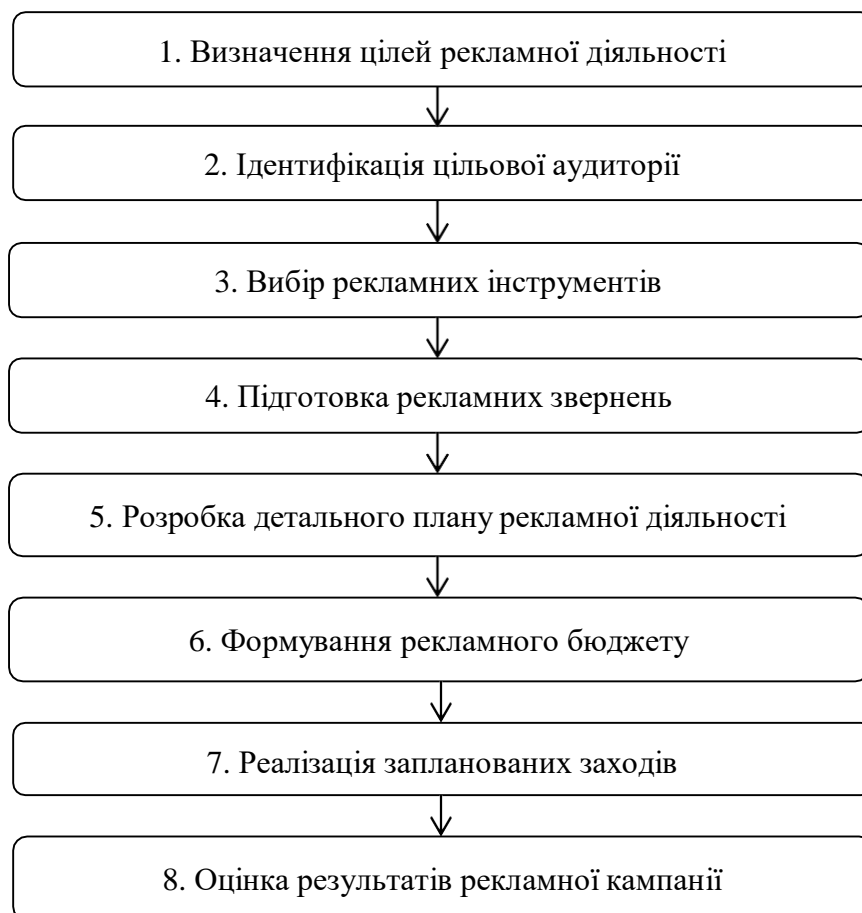 1. Визначення цілей рекламної діяльності
2. Ідентифікація цільової аудиторії
3. Вибір рекламних інструментів
4. Підготовка рекламних звернень
5. Розробка детального плану рекламної діяльності
6. Формування рекламного бюджету
7. Реалізація запланованих заходів
8. Оцінка результатів рекламної кампанії